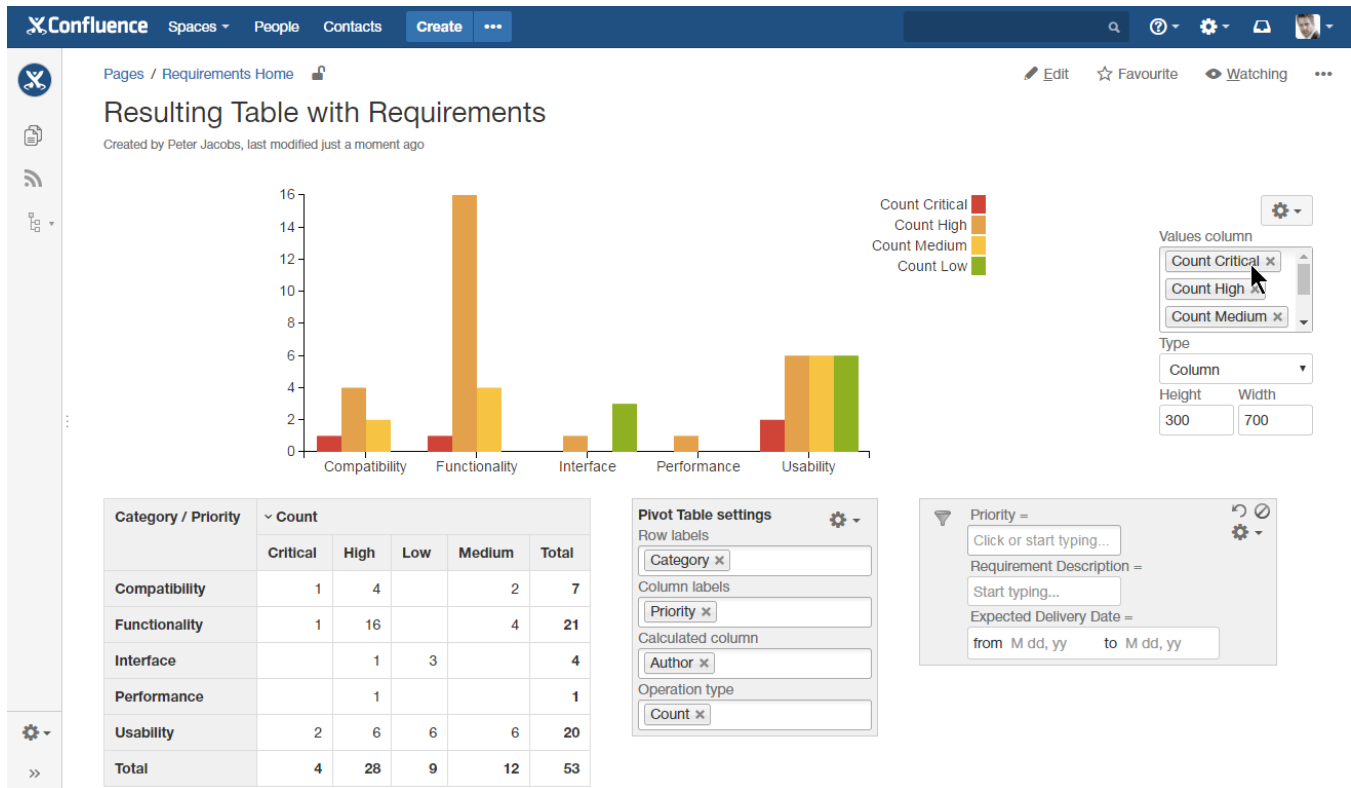 Confluence Spaces People Contacts Create •••
Pages / Requirements Home
Edit Favourite Watching •••
Resulting Table with Requirements
Created by Peter Jacobs, last modified just a moment ago
16
14
12
10
8
6
4
2
0
Compatibility Functionality Interface Performance Usability
Count Critical
Count High
Count Medium
Count Low
Values column
Count Critical ×
Count High ×
Count Medium ×
Type
Column
Height Width
300 700
Category / Priority Count
Critical High Low Medium Total
Compatibility 1 4 2 7
Functionality 1 16 4 21
Interface 1 3 4
Performance 1 1
Usability 2 6 6 6 20
Total 4 28 9 12 53
Pivot Table settings
Row labels
Category ×
Column labels
Priority ×
Calculated column
Author ×
Operation type
Count ×
Priority =
Click or start typing...
Requirement Description =
Start typing...
Expected Delivery Date =
from M dd, yy to M dd, yy